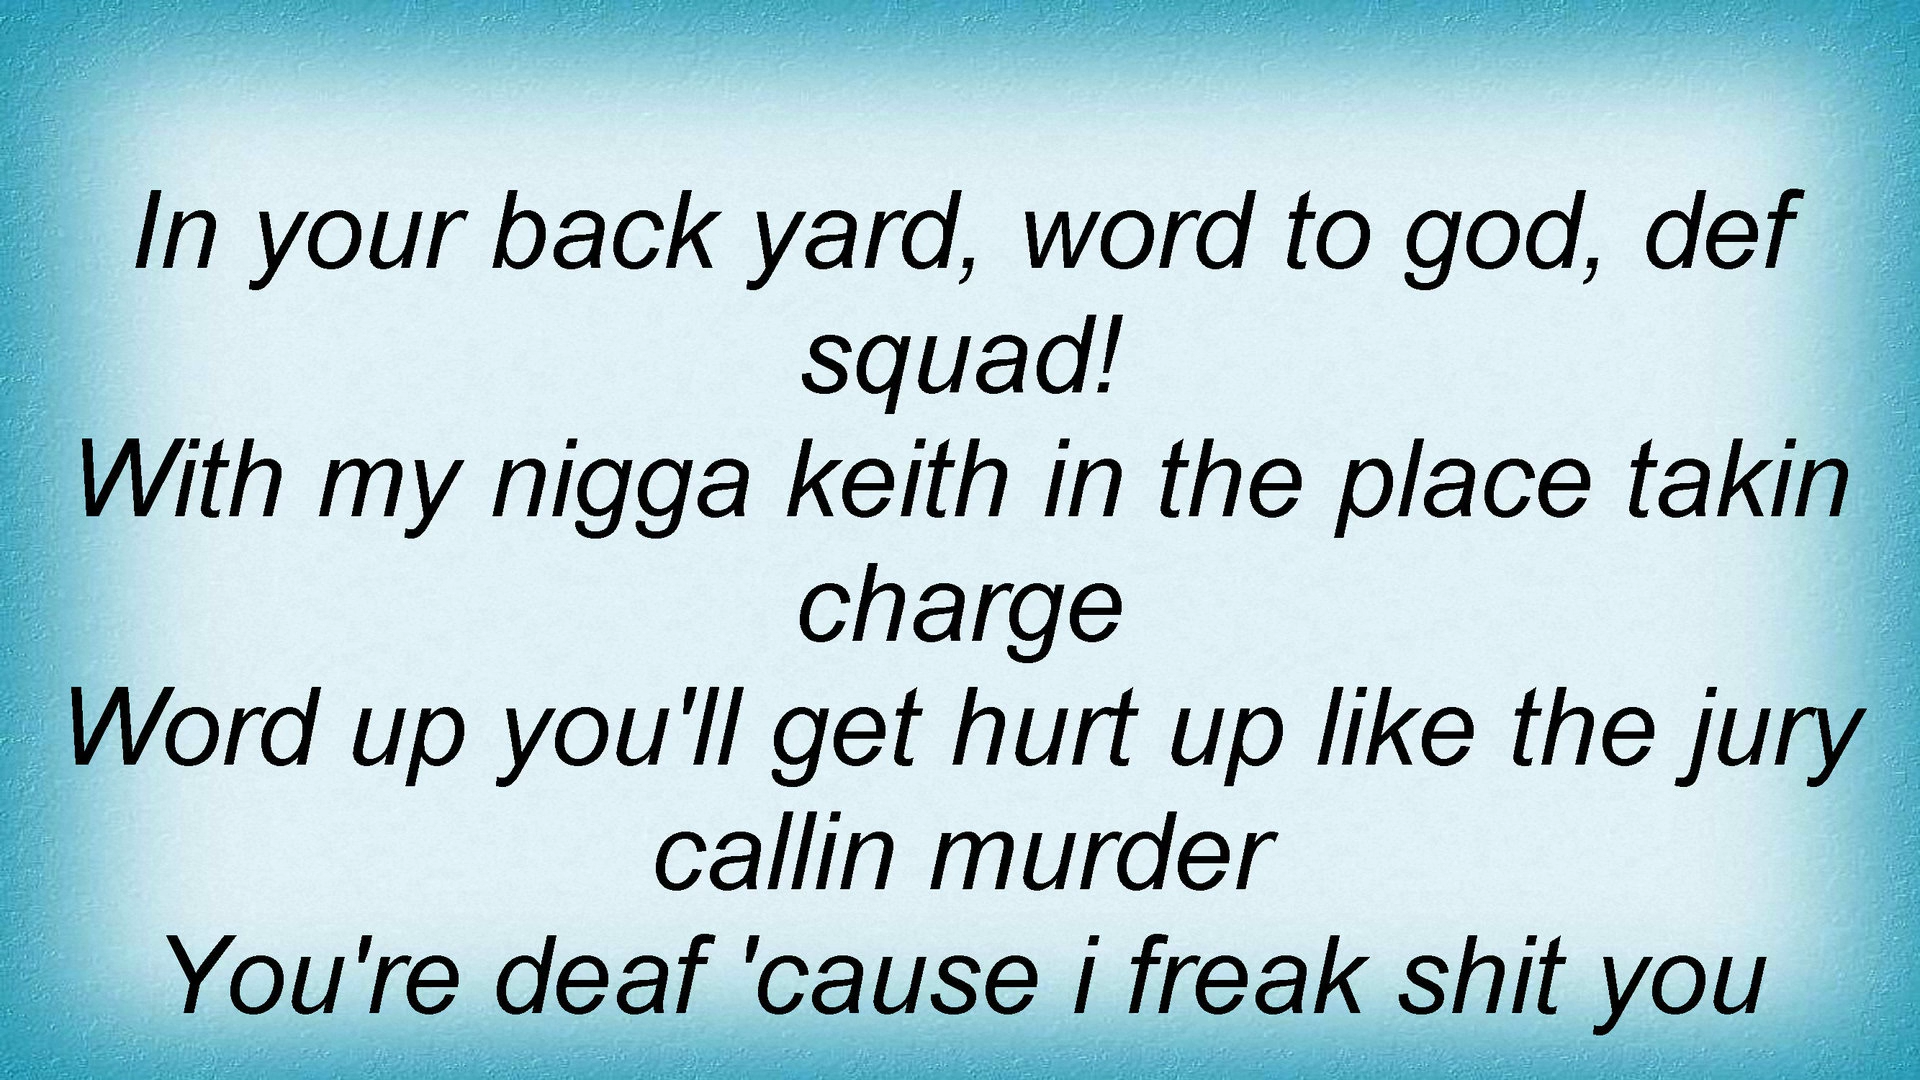 In your back yard, word to god, def
squad!
With my nigga keith in the place takin
charge
Word up you'll get hurt up like the jury
callin murder
You're deaf 'cause i freak shit you